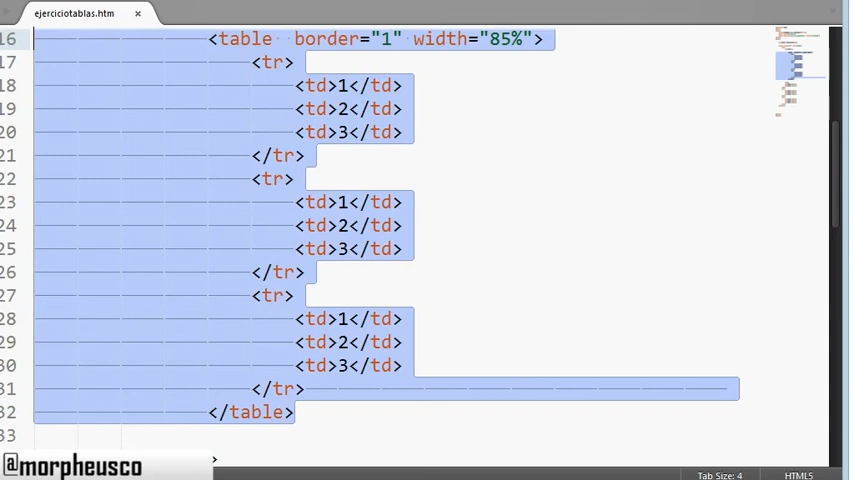 ejerciciotablas.htm ×
16 <table border="1" width="85%">
17 <tr>
18 <td>1</td>
19 <td>2</td>
20 <td>3</td>
21 </tr>
22 <tr>
23 <td>1</td>
24 <td>2</td>
25 <td>3</td>
26 </tr>
27 <tr>
28 <td>1</td>
29 <td>2</td>
30 <td>3</td>
31 </tr>
32 </table>
33
>
@morpheusco
Tab Size: 4 HTML5